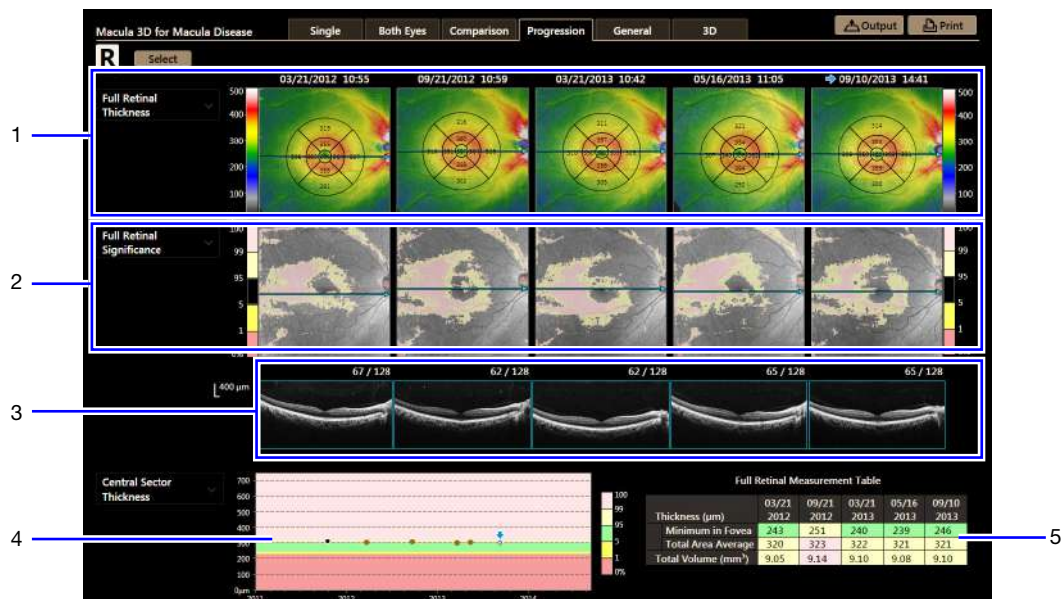 Macula 3D for Macula Disease
Single Both Eyes Comparison Progression General 3D
Output Print
R Select
03/21/2012 10:55 09/21/2012 10:59 03/21/2013 10:42 05/16/2013 11:05 09/10/2013 14:41
Full Retinal
Thickness
500 500
400 400
300 300
200 200
100 100
1
Full Retinal
Significance
100 100
99 99
95 95
5 5
1 1
2
67 / 128 62 / 128 62 / 128 65 / 128 65 / 128
400 µm
3
Central Sector
Thickness
700
600
500
400
300
200
100
0µm
2011 2012 2013 2014
100
99
95
5
1
0%
4
Full Retinal Measurement Table
Thickness (µm) 03/21 2012 09/21 2012 03/21 2013 05/16 2013 09/10 2013
Minimum in Fovea 243 251 240 239 246
Total Area Average 320 323 322 321 321
Total Volume (mm³) 9.05 9.14 9.10 9.08 9.10
5